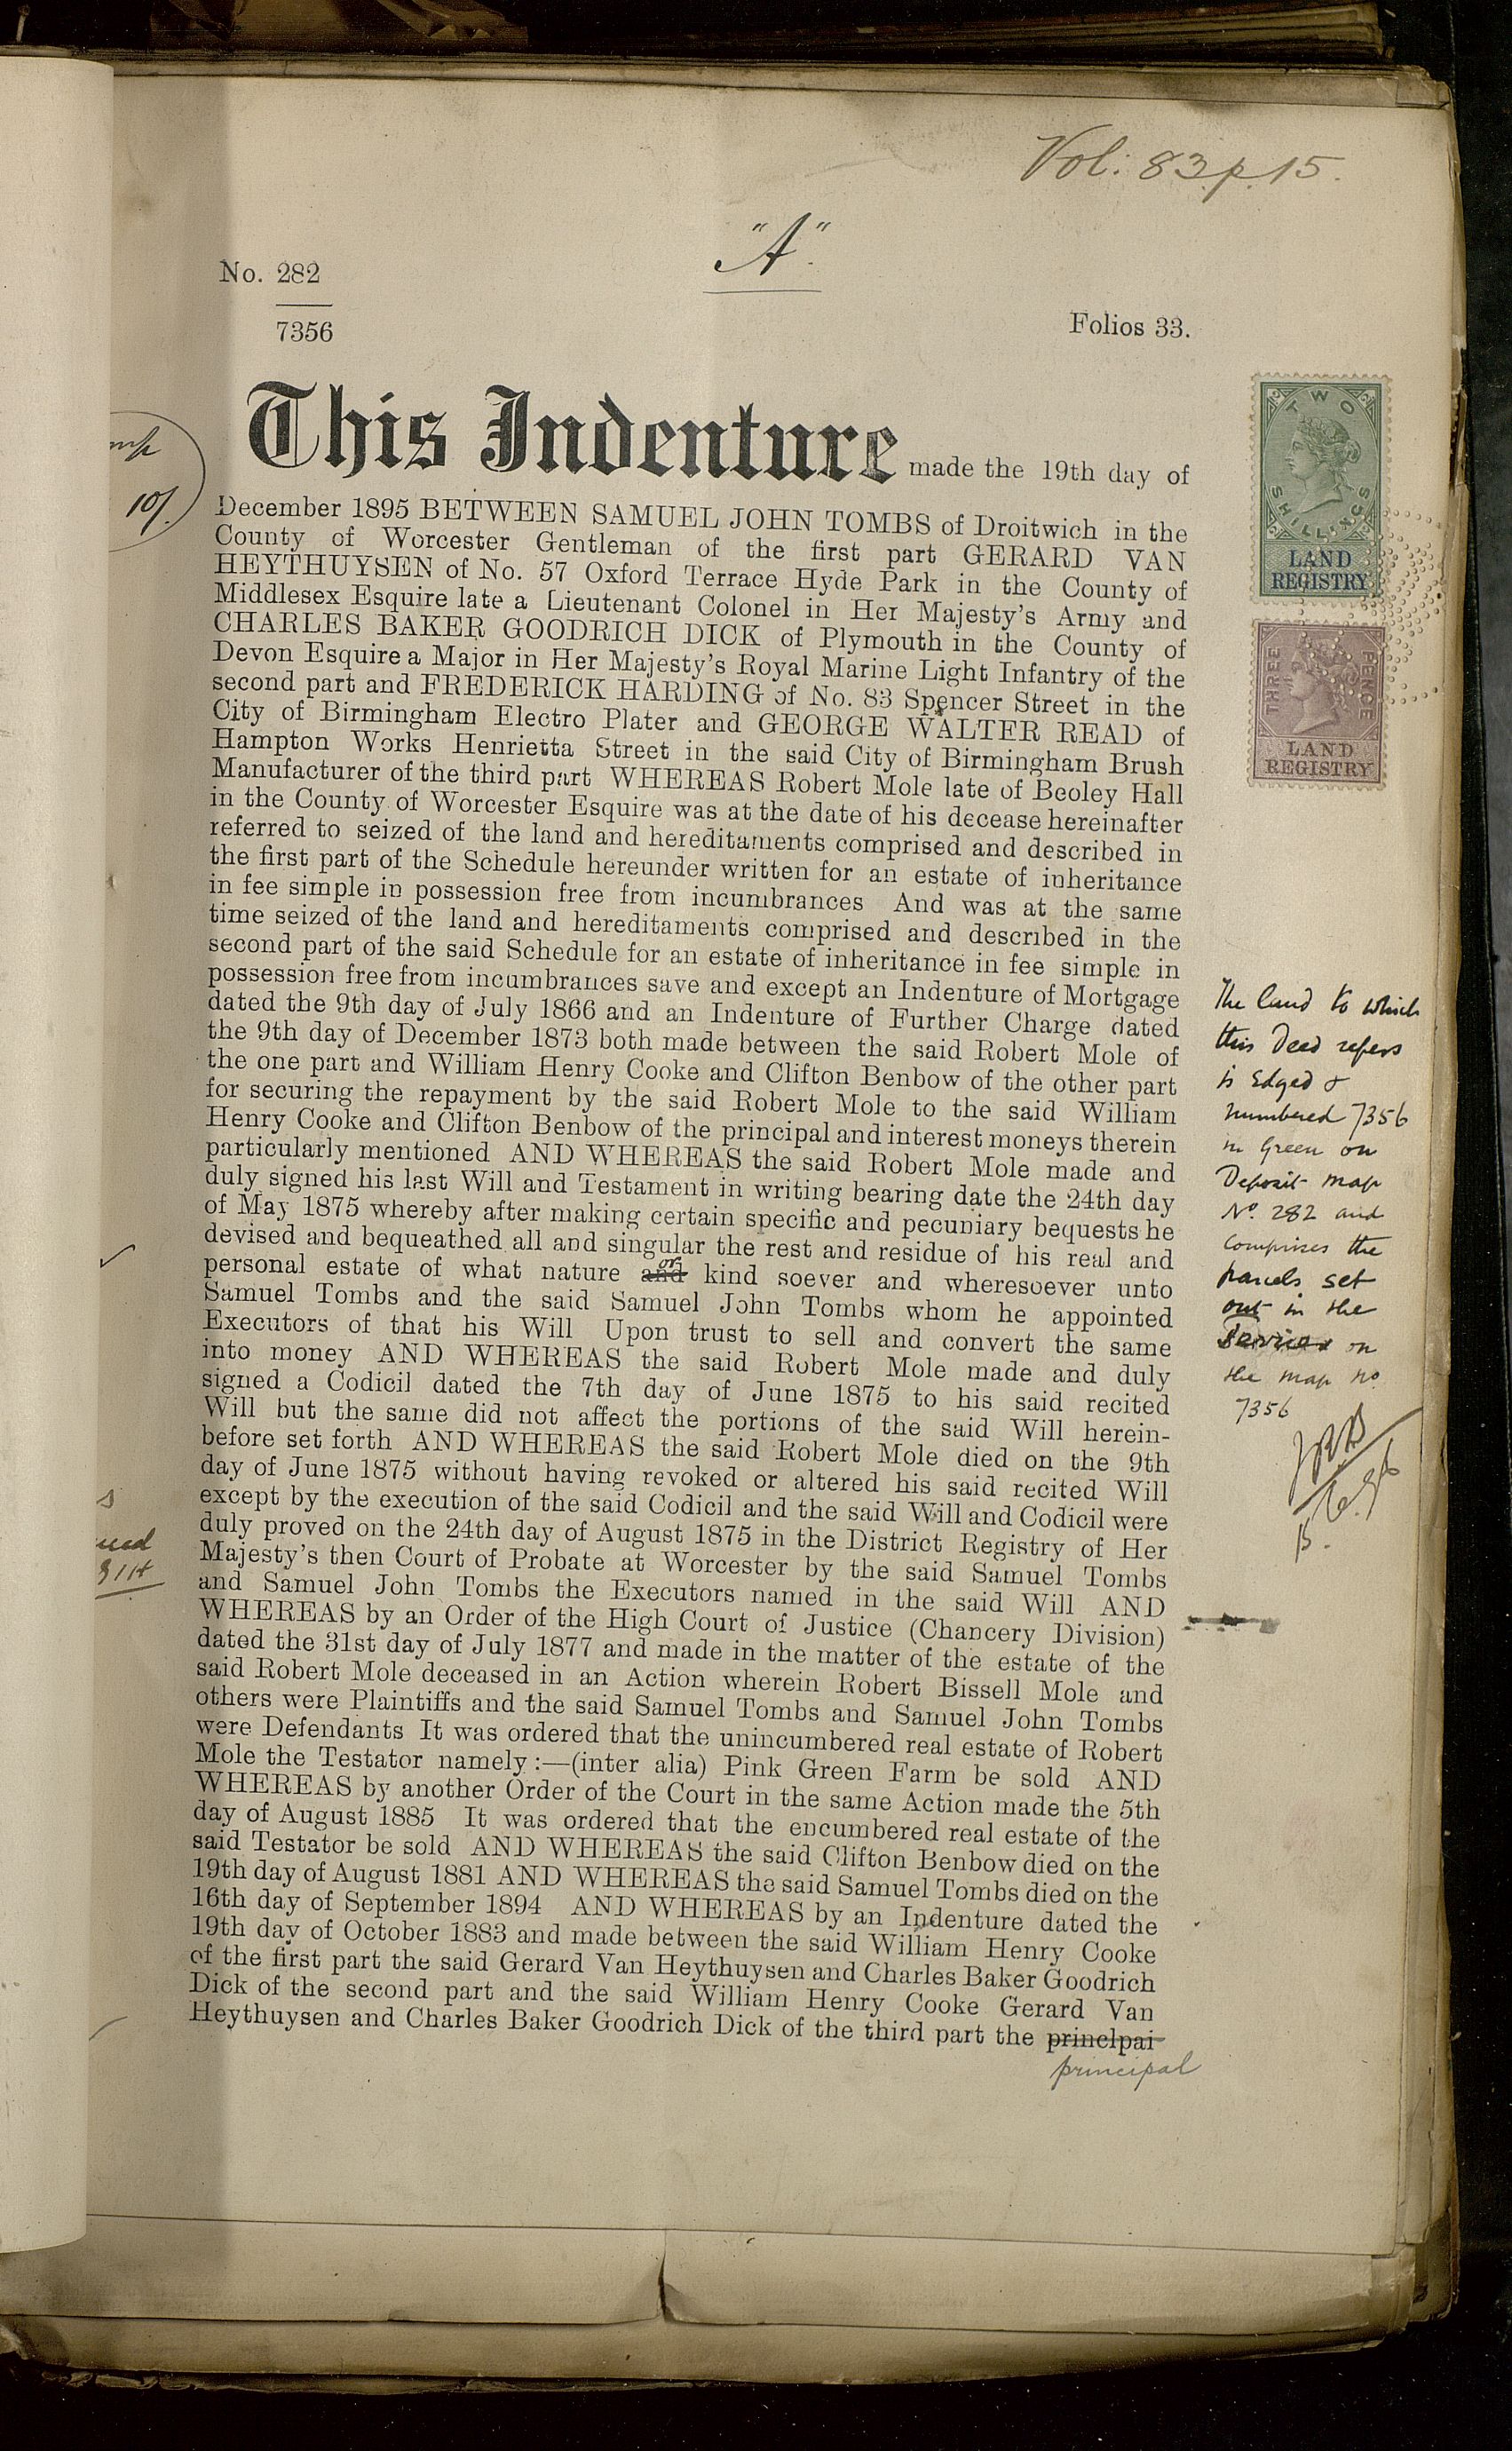 Vol: 83 p. 15.
"A".
No. 282
7356
Folios 33.
This Indenture made the 19th day of
December 1895 BETWEEN SAMUEL JOHN TOMBS of Droitwich in the
County of Worcester Gentleman of the first part GERARD VAN
HEYTHUYSEN of No. 57 Oxford Terrace Hyde Park in the County of
Middlesex Esquire late a Lieutenant Colonel in Her Majesty's Army and
CHARLES BAKER GOODRICH DICK of Plymouth in the County of
Devon Esquire a Major in Her Majesty's Royal Marine Light Infantry of the
second part and FREDERICK HARDING of No. 83 Spencer Street in the
City of Birmingham Electro Plater and GEORGE WALTER READ of
Hampton Works Henrietta Street in the said City of Birmingham Brush
Manufacturer of the third part WHEREAS Robert Mole late of Beoley Hall
in the County of Worcester Esquire was at the date of his decease hereinafter
referred to seized of the land and hereditaments comprised and described in
the first part of the Schedule hereunder written for an estate of inheritance
in fee simple in possession free from incumbrances And was at the same
time seized of the land and hereditaments comprised and described in the
second part of the said Schedule for an estate of inheritance in fee simple in
possession free from incumbrances save and except an Indenture of Mortgage
dated the 9th day of July 1866 and an Indenture of Further Charge dated
the 9th day of December 1873 both made between the said Robert Mole of
the one part and William Henry Cooke and Clifton Benbow of the other part
for securing the repayment by the said Robert Mole to the said William
Henry Cooke and Clifton Benbow of the principal and interest moneys therein
particularly mentioned AND WHEREAS the said Robert Mole made and
duly signed his last Will and Testament in writing bearing date the 24th day
of May 1875 whereby after making certain specific and pecuniary bequests he
devised and bequeathed all and singular the rest and residue of his real and
personal estate of what nature and or kind soever and wheresoever unto
Samuel Tombs and the said Samuel John Tombs whom he appointed
Executors of that his Will Upon trust to sell and convert the same
into money AND WHEREAS the said Robert Mole made and duly
signed a Codicil dated the 7th day of June 1875 to his said recited
Will but the same did not affect the portions of the said Will herein-
before set forth AND WHEREAS the said Robert Mole died on the 9th
day of June 1875 without having revoked or altered his said recited Will
except by the execution of the said Codicil and the said Will and Codicil were
duly proved on the 24th day of August 1875 in the District Registry of Her
Majesty's then Court of Probate at Worcester by the said Samuel Tombs
and Samuel John Tombs the Executors named in the said Will AND
WHEREAS by an Order of the High Court of Justice (Chancery Division)
dated the 31st day of July 1877 and made in the matter of the estate of the
said Robert Mole deceased in an Action wherein Robert Bissell Mole and
others were Plaintiffs and the said Samuel Tombs and Samuel John Tombs
were Defendants It was ordered that the unincumbered real estate of Robert
Mole the Testator namely:—(inter alia) Pink Green Farm be sold AND
WHEREAS by another Order of the Court in the same Action made the 5th
day of August 1885 It was ordered that the encumbered real estate of the
said Testator be sold AND WHEREAS the said Clifton Benbow died on the
19th day of August 1881 AND WHEREAS the said Samuel Tombs died on the
16th day of September 1894 AND WHEREAS by an Indenture dated the
19th day of October 1883 and made between the said William Henry Cooke
of the first part the said Gerard Van Heythuysen and Charles Baker Goodrich
Dick of the second part and the said William Henry Cooke Gerard Van
Heythuysen and Charles Baker Goodrich Dick of the third part the princlpai
principal
TWO
SHILLINGS
LAND
REGISTRY
THREE PENCE
LAND
REGISTRY
The land to which
this Deed refers
is Edged &
numbered 7356
in Green on
Deposit map
No. 282 and
comprises the
parcels set
out in the
on
the map No.
7356
10/.